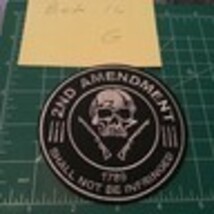 G
2ND AMENDMENT
1789
SHALL NOT BE INFRINGED